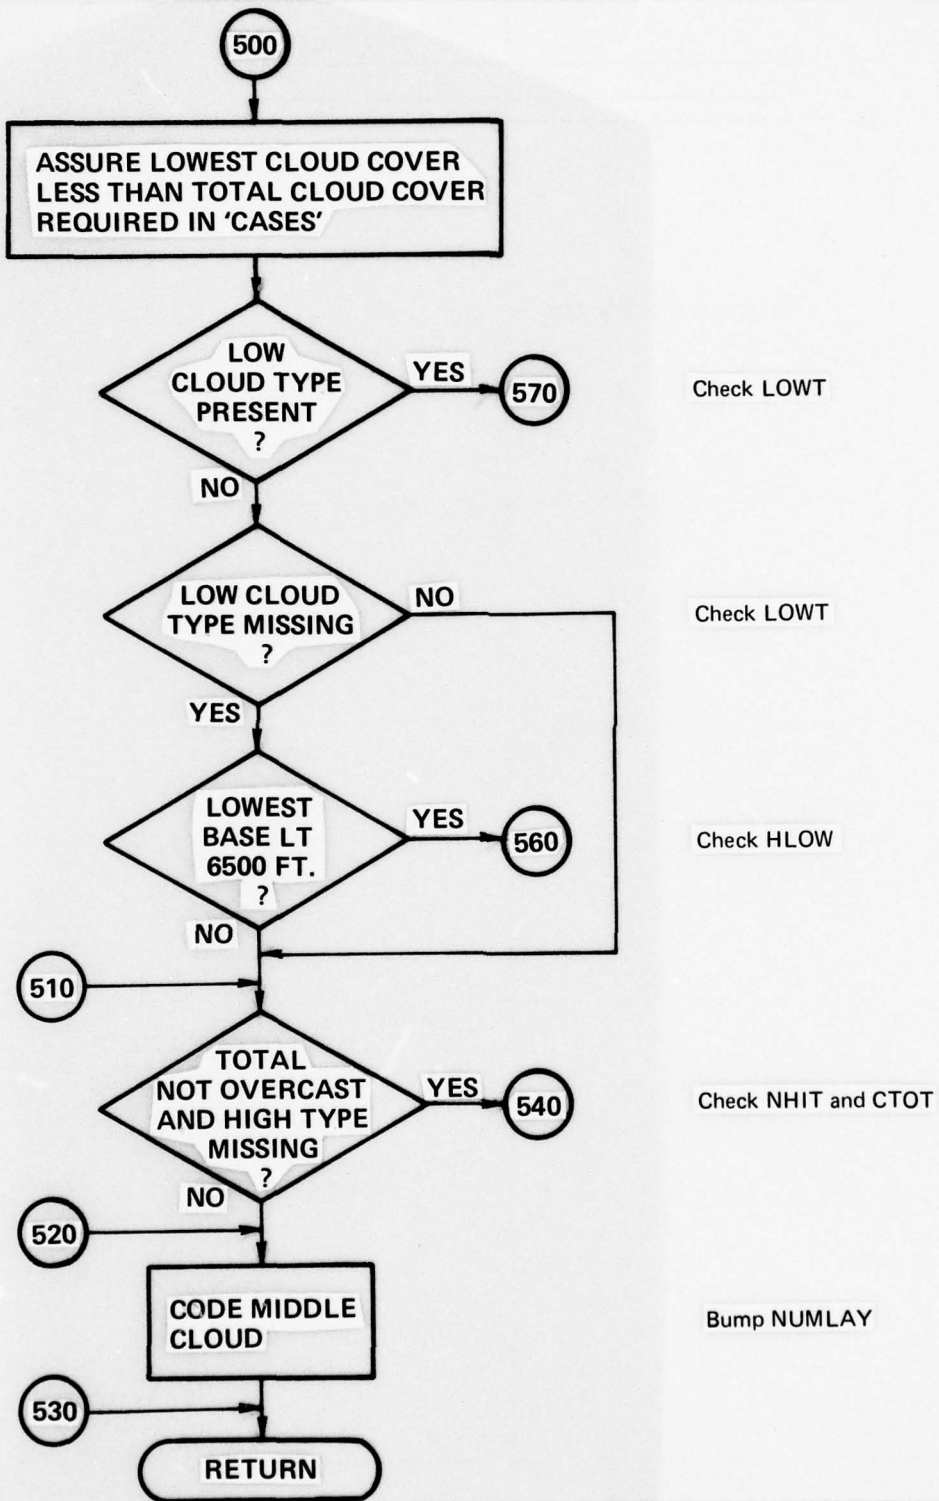 500
ASSURE LOWEST CLOUD COVER
LESS THAN TOTAL CLOUD COVER
REQUIRED IN 'CASES'
LOW
CLOUD TYPE
PRESENT
?
YES
570
Check LOWT
NO
LOW CLOUD
TYPE MISSING
?
NO
Check LOWT
YES
LOWEST
BASE LT
6500 FT.
?
YES
560
Check HLOW
NO
510
TOTAL
NOT OVERCAST
AND HIGH TYPE
MISSING
?
YES
540
Check NHIT and CTOT
NO
520
CODE MIDDLE
CLOUD
Bump NUMLAY
530
RETURN